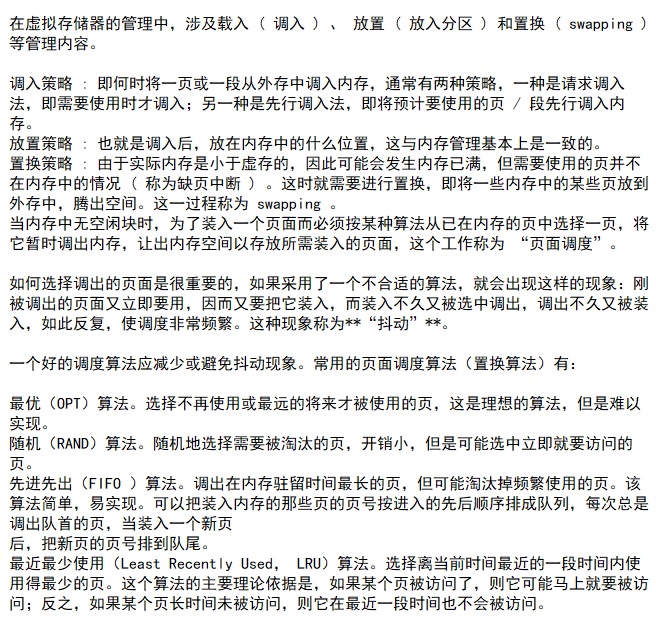 在虚拟存储器的管理中，涉及载入（ 调入 ）、 放置（ 放入分区 ）和置换（ swapping ）
等管理内容。
调入策略 : 即何时将一页或一段从外存中调入内存，通常有两种策略，一种是请求调入
法，即需要使用时才调入；另一种是先行调入法，即将预计要使用的页 / 段先行调入内
存。
放置策略 : 也就是调入后，放在内存中的什么位置，这与内存管理基本上是一致的。
置换策略 : 由于实际内存是小于虚存的，因此可能会发生内存已满，但需要使用的页并不
在内存中的情况（ 称为缺页中断 ）。这时就需要进行置换，即将一些内存中的某些页放到
外存中，腾出空间。这一过程称为 swapping 。
当内存中无空闲块时，为了装入一个页面而必须按某种算法从已在内存的页中选择一页，将
它暂时调出内存，让出内存空间以存放所需装入的页面，这个工作称为 “页面调度”。
如何选择调出的页面是很重要的，如果采用了一个不合适的算法，就会出现这样的现象：刚
被调出的页面又立即要用，因而又要把它装入，而装入不久又被选中调出，调出不久又被装
入，如此反复，使调度非常频繁。这种现象称为**“抖动”**。
一个好的调度算法应减少或避免抖动现象。常用的页面调度算法（置换算法）有：
最优（OPT）算法。选择不再使用或最远的将来才被使用的页，这是理想的算法，但是难以
实现。
随机（RAND）算法。随机地选择需要被淘汰的页，开销小，但是可能选中立即就要访问的
页。
先进先出（FIFO ）算法。调出在内存驻留时间最长的页，但可能淘汰掉频繁使用的页。该
算法简单，易实现。可以把装入内存的那些页的页号按进入的先后顺序排成队列，每次总是
调出队首的页，当装入一个新页
后，把新页的页号排到队尾。
最近最少使用（Least Recently Used， LRU）算法。选择离当前时间最近的一段时间内使
用得最少的页。这个算法的主要理论依据是，如果某个页被访问了，则它可能马上就要被访
问；反之，如果某个页长时间未被访问，则它在最近一段时间也不会被访问。